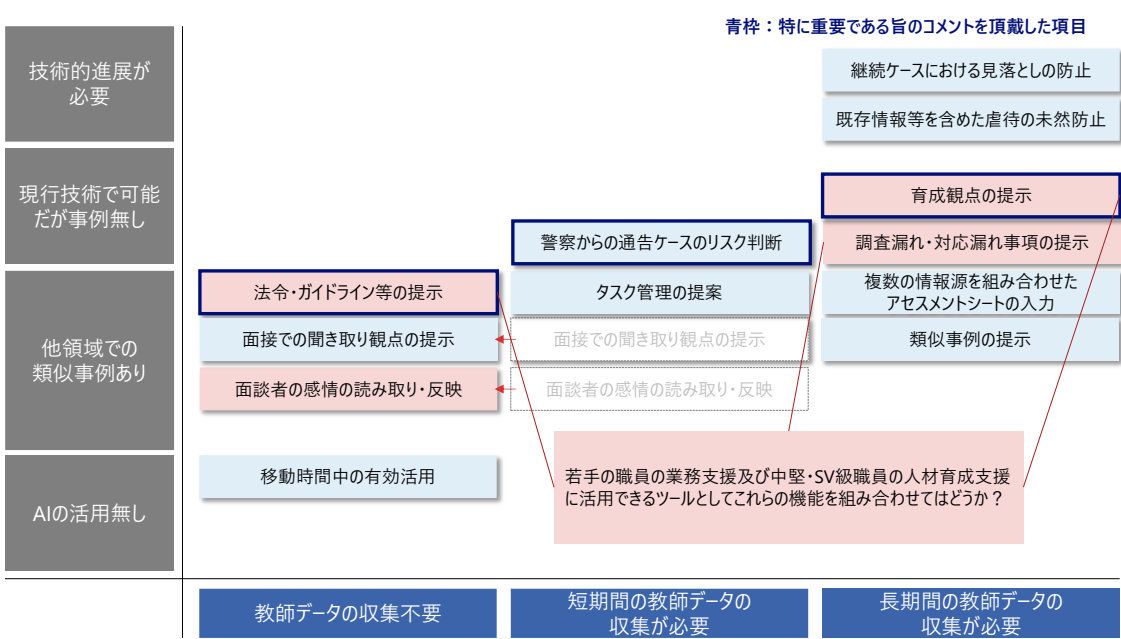 青枠：特に重要である旨のコメントを頂戴した項目
技術的進展が
必要
継続ケースにおける見落としの防止
既存情報等を含めた虐待の未然防止
現行技術で可能
だが事例無し
育成観点の提示
警察からの通告ケースのリスク判断
調査漏れ・対応漏れ事項の提示
他領域での
類似事例あり
法令・ガイドライン等の提示
タスク管理の提案
複数の情報源を組み合わせた
アセスメントシートの入力
面接での聞き取り観点の提示
面接での聞き取り観点の提示
類似事例の提示
面談者の感情の読み取り・反映
面談者の感情の読み取り・反映
AIの活用無し
移動時間中の有効活用
若手の職員の業務支援及び中堅・SV級職員の人材育成支援
に活用できるツールとしてこれらの機能を組み合わせてはどうか？
教師データの収集不要
短期間の教師データの
収集が必要
長期間の教師データの
収集が必要